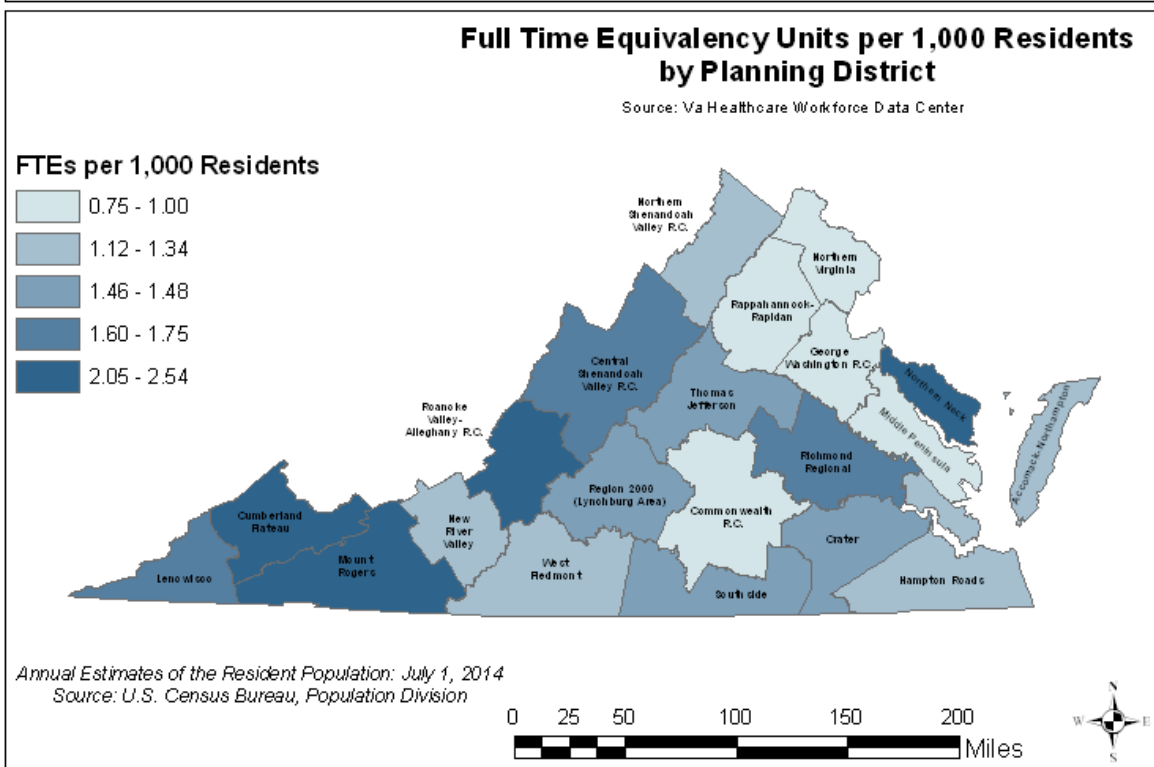 Full Time Equivalency Units per 1,000 Residents
by Planning District
Source: Va Healthcare Workforce Data Center
FTEs per 1,000 Residents
0.75 - 1.00
1.12 - 1.34
1.46 - 1.48
1.60 - 1.75
2.05 - 2.54
Northern
Shenandoah
Valley R.C.
Northern
Virginia
Rappahannock-
Rapidan
George
Washington R.C.
Northern Neck
Central
Shenandoah
Valley R.C.
Thomas
Jefferson
Middle Peninsula
Accomack-Northampton
Roanoke
Valley-
Alleghany R.C.
Richmond
Regional
Region 2000
(Lynchburg Area)
Commonwealth
R.C.
Cumberland
Plateau
New
River
Valley
Crater
Mount
Rogers
West
Piedmont
Lenowisco
Southside
Hampton Roads
Annual Estimates of the Resident Population: July 1, 2014
Source: U.S. Census Bureau, Population Division
0 25 50 100 150 200
Miles
N
W E
S